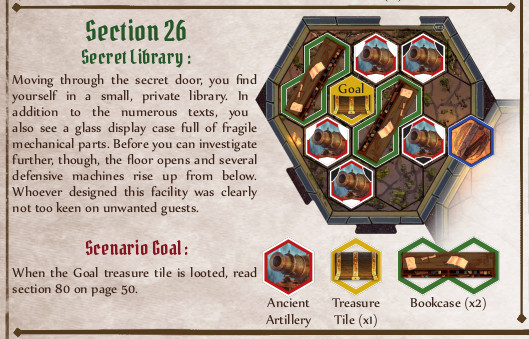 Section 26
Secret Library:
Moving through the secret door, you find
yourself in a small, private library. In
addition to the numerous texts, you
also see a glass display case full of fragile
mechanical parts. Before you can investigate
further, though, the floor opens and several
defensive machines rise up from below.
Whoever designed this facility was clearly
not too keen on unwanted guests.
Scenario Goal:
When the Goal treasure tile is looted, read
section 80 on page 50.
Goal
Ancient
Artillery
Treasure
Tile (x1)
Bookcase (x2)